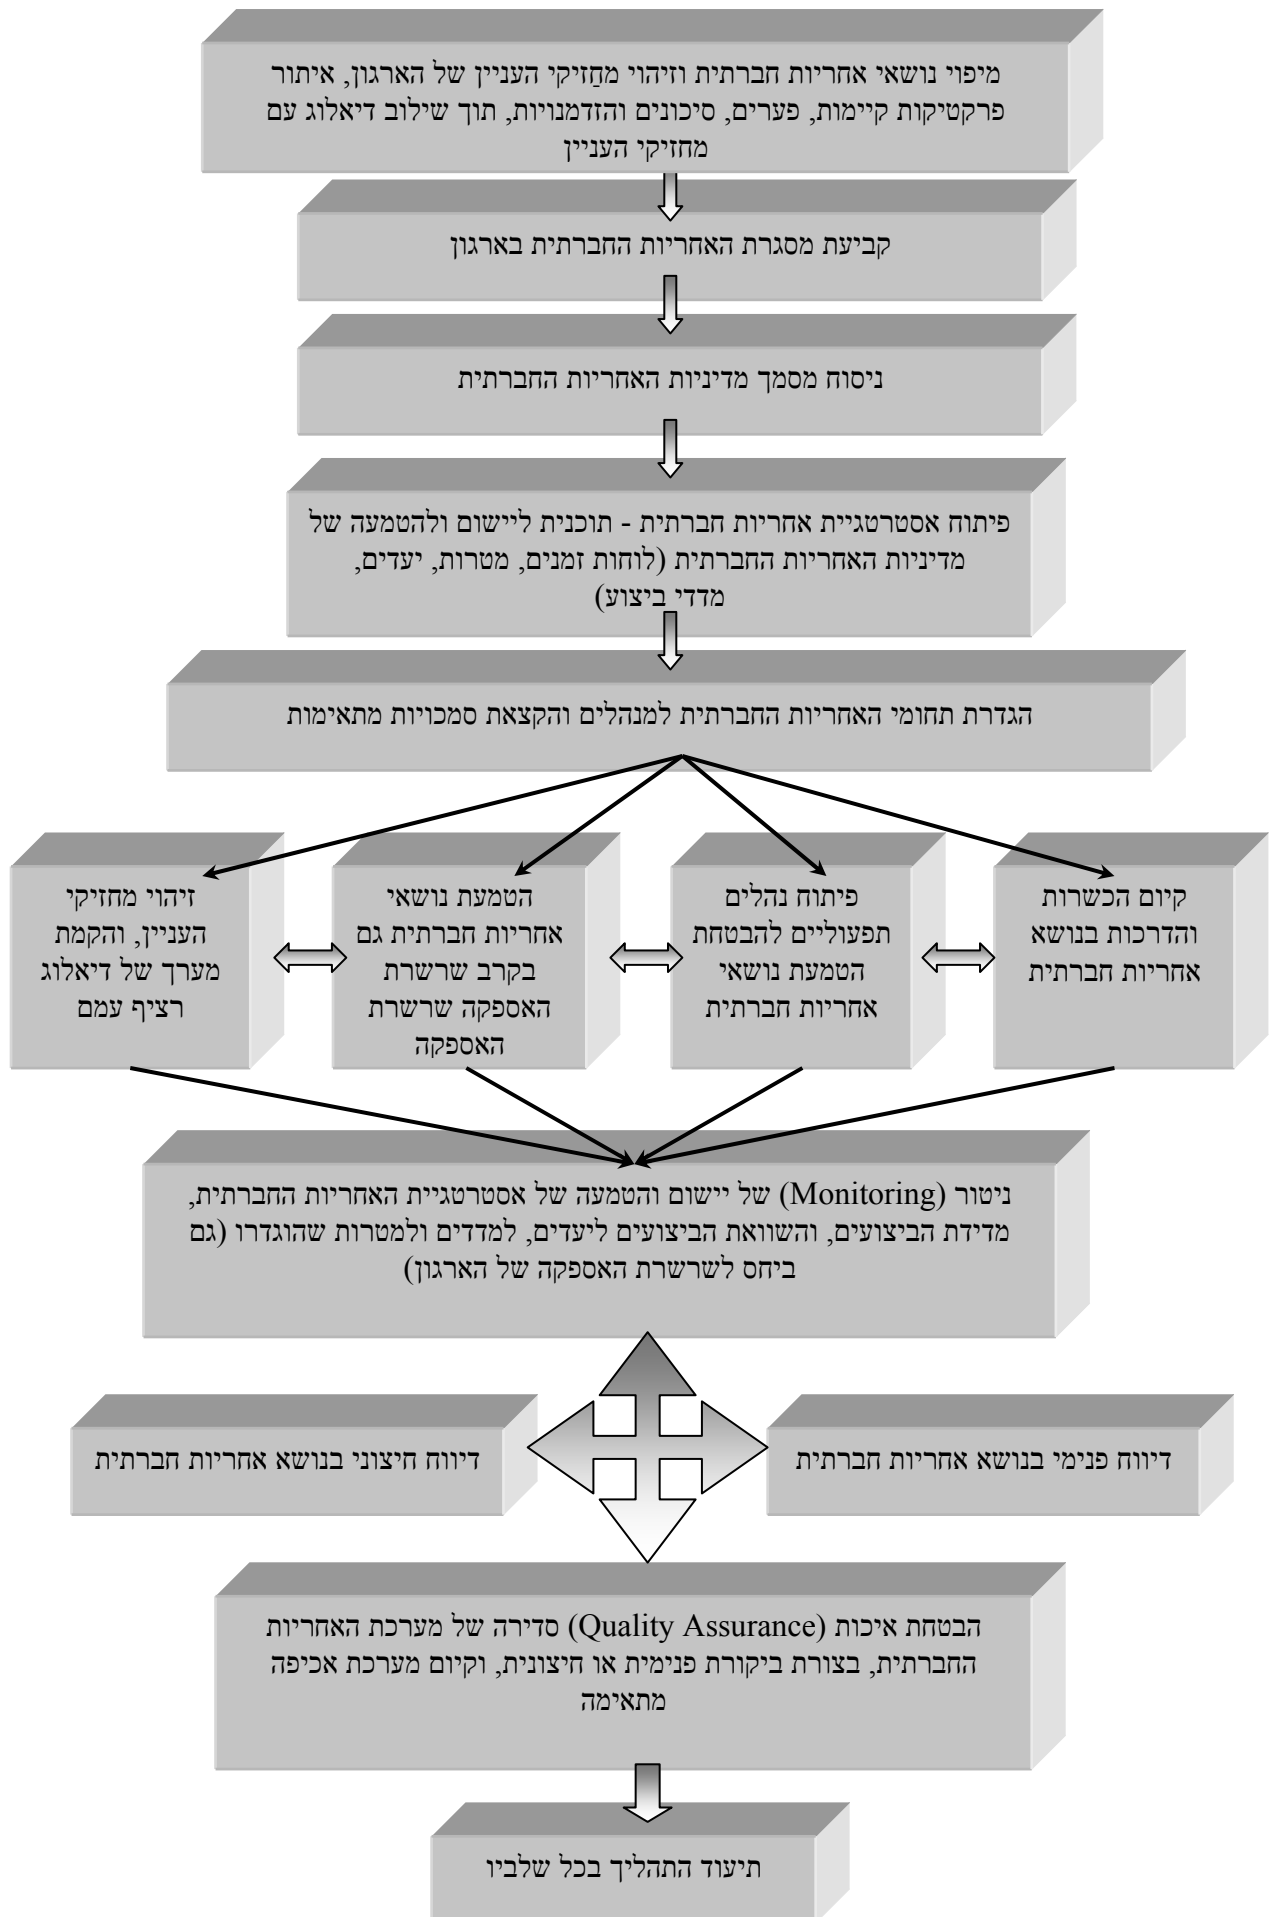 מיפוי נושאי אחריות חברתית וזיהוי מחַזיקי העניין של הארגון, איתור
פרקטיקות קיימות, פערים, סיכונים והזדמנויות, תוך שילוב דיאלוג עם
מחזיקי העניין
קביעת מסגרת האחריות החברתית בארגון
ניסוח מסמך מדיניות האחריות החברתית
פיתוח אסטרטגיית אחריות חברתית - תוכנית ליישום ולהטמעה של
מדיניות האחריות החברתית (לוחות זמנים, מטרות, יעדים,
מדדי ביצוע)
הגדרת תחומי האחריות החברתית למנהלים והקצאת סמכויות מתאימות
קיום הכשרות
והדרכות בנושא
אחריות חברתית
פיתוח נהלים
תפעוליים להבטחת
הטמעת נושאי
אחריות חברתית
הטמעת נושאי
אחריות חברתית גם
בקרב שרשרת
האספקה שרשרת
האספקה
זיהוי מחזיקי
העניין, והקמת
מערך של דיאלוג
רציף עמם
ניטור (Monitoring) של יישום והטמעה של אסטרטגיית האחריות החברתית,
מדידת הביצועים, והשוואת הביצועים ליעדים, למדדים ולמטרות שהוגדרו (גם
ביחס לשרשרת האספקה של הארגון)
דיווח פנימי בנושא אחריות חברתית
דיווח חיצוני בנושא אחריות חברתית
הבטחת איכות (Quality Assurance) סדירה של מערכת האחריות
החברתית, בצורת ביקורת פנימית או חיצונית, וקיום מערכת אכיפה
מתאימה
תיעוד התהליך בכל שלביו